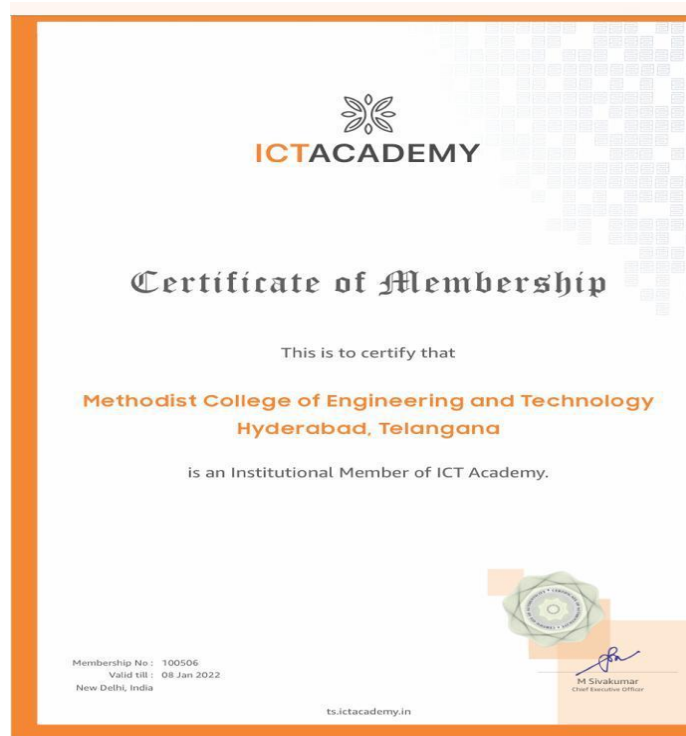 ICTACADEMY
Certificate of Membership
This is to certify that
Methodist College of Engineering and Technology
Hyderabad, Telangana
is an Institutional Member of ICT Academy.
Membership No : 100506
Valid till : 08 Jan 2022
New Delhi, India
M Sivakumar
Chief Executive Officer
ts.ictacademy.in